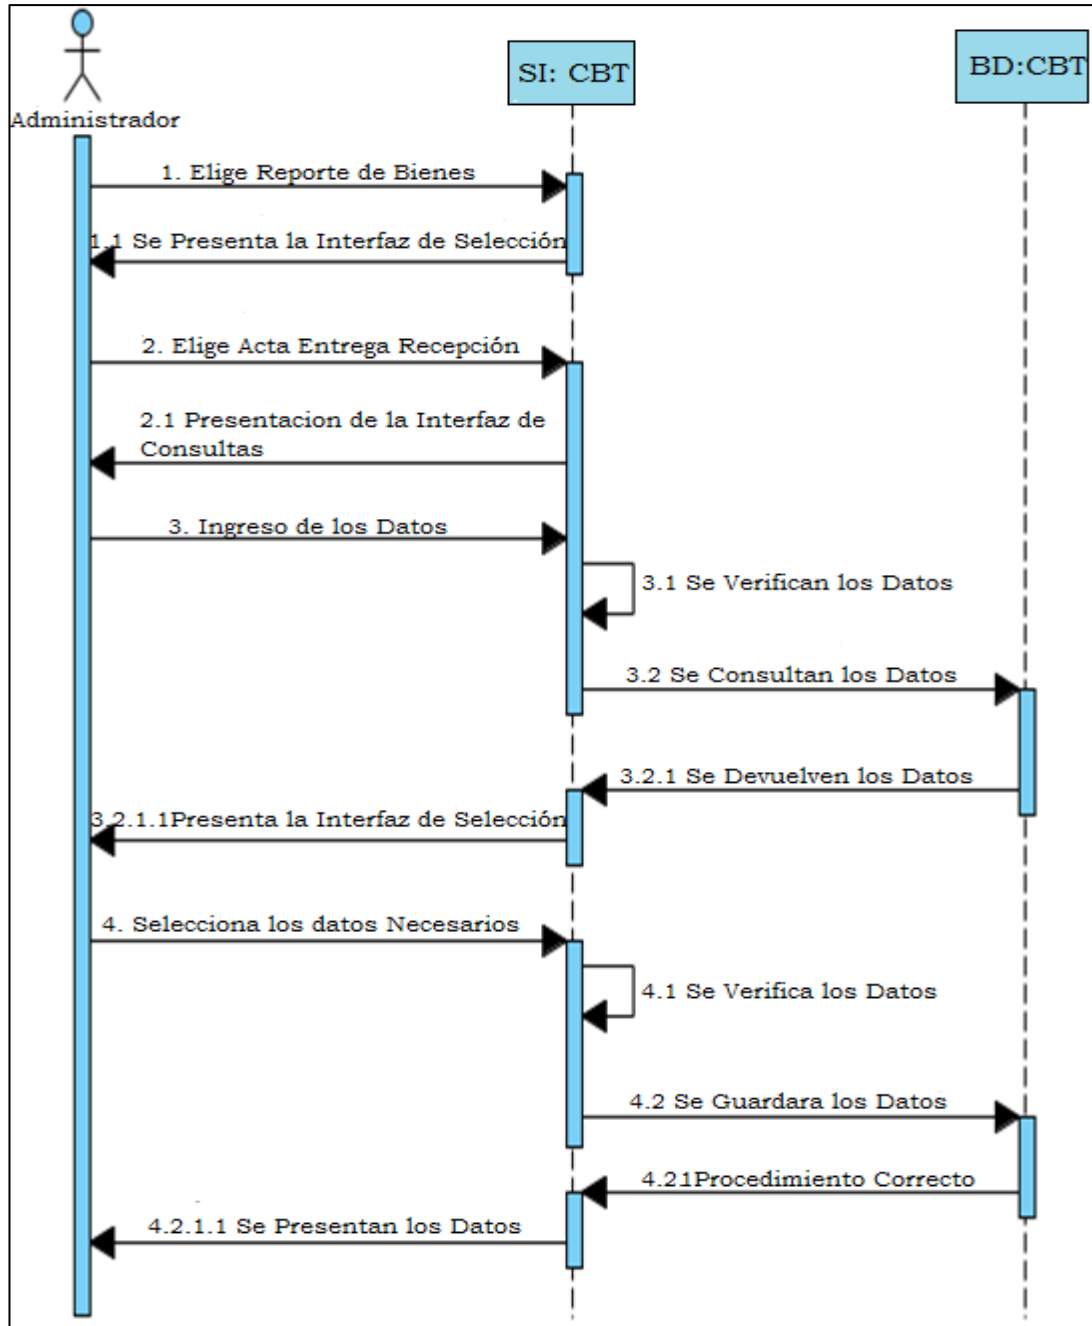 SI: CBT
BD:CBT
Administrador
1. Elige Reporte de Bienes
1.1 Se Presenta la Interfaz de Selección
2. Elige Acta Entrega Recepción
2.1 Presentacion de la Interfaz de
Consultas
3. Ingreso de los Datos
3.1 Se Verifican los Datos
3.2 Se Consultan los Datos
3.2.1 Se Devuelven los Datos
3.2.1.1Presenta la Interfaz de Selección
4. Selecciona los datos Necesarios
4.1 Se Verifica los Datos
4.2 Se Guardara los Datos
4.21Procedimiento Correcto
4.2.1.1 Se Presentan los Datos